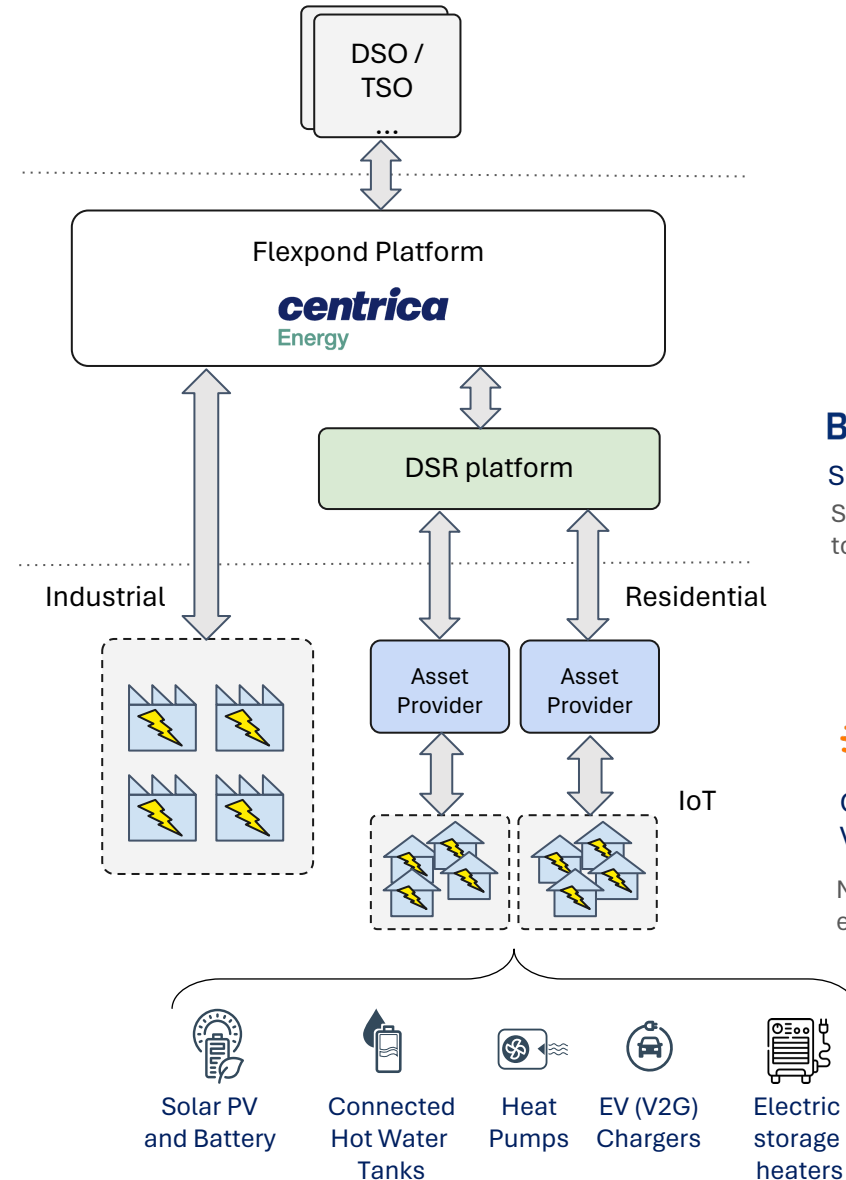 DSO /
TSO
...
Flexpond Platform
centrica
Energy
DSR platform
Industrial
Residential
Asset
Provider
Asset
Provider
IoT
Solar PV
and Battery
Connected
Hot Water
Tanks
Heat
Pumps
EV (V2G)
Chargers
Electric
storage
heaters